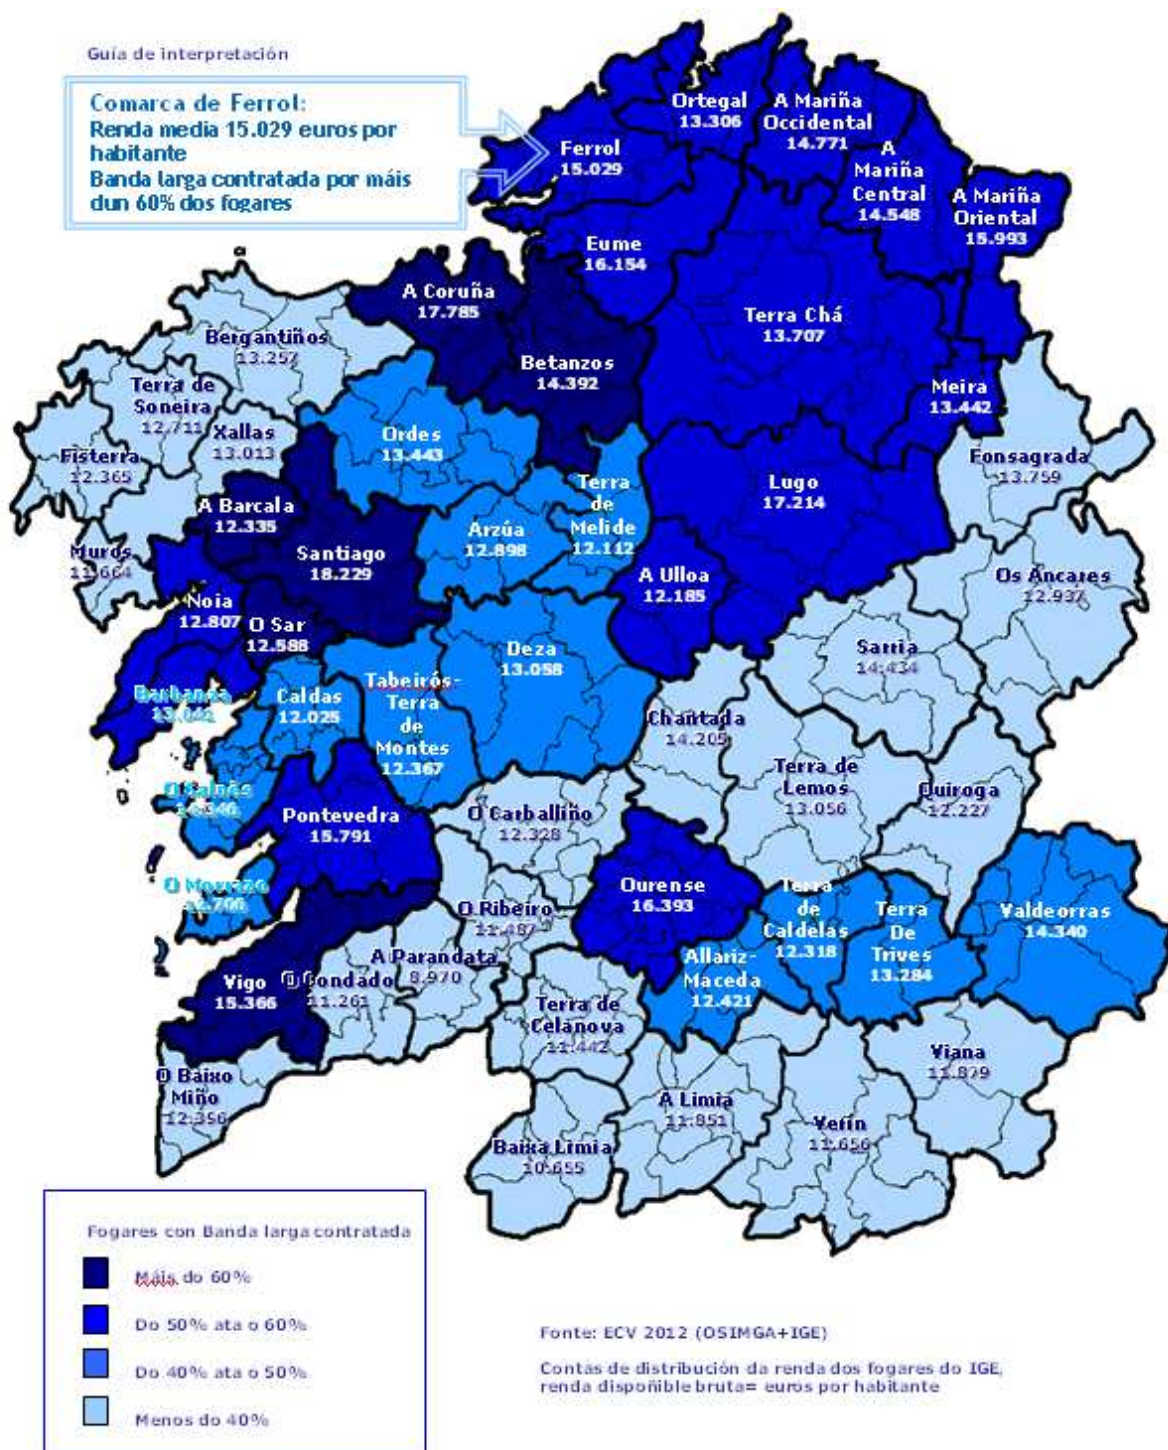 Guía de interpretación
Comarca de Ferrol:
Renda media 15.029 euros por
habitante
Banda larga contratada por máis
dun 60% dos fogares
Ortegal
13.306
A Mariña
Occidental
14.771
Ferrol
15.029
A
Mariña
Central
14.548
A Mariña
Oriental
15.993
Eume
16.154
A Coruña
17.785
Terra Chá
13.707
Bergantiños
13.257
Betanzos
14.392
Terra de
Soneira
12.711
Meira
13.442
Xallas
13.013
Ordes
13.443
Fisterra
12.365
Fonsagrada
13.759
Terra
de
Melide
12.112
Lugo
17.214
A Barcala
12.335
Arzúa
12.898
Santiago
18.229
Muros
11.664
A Ulloa
12.185
Os Ancares
12.937
Noia
12.807
O Sar
12.588
Deza
13.058
Sarria
14.434
Tabeirós-
Terra
de
Montes
12.367
Caldas
12.025
Barbanza
Chantada
14.205
Terra de
Lemos
13.056
Quiroga
12.227
O Salnés
Pontevedra
15.791
O Carballiño
12.328
O Morrazo
Ourense
16.393
Terra
de
Caldelas
12.318
Terra
De
Trives
13.284
Valdeorras
14.340
O Ribeiro
11.487
A Parandata
8.970
Allariz-
Maceda
12.421
Vigo
15.366
O Condado
11.261
Terra de
Celanova
11.442
Viana
11.879
O Baixo
Miño
12.356
A Limia
11.851
Verín
11.656
Baixa Limia
10.655
Fogares con Banda larga contratada
Máis do 60%
Do 50% ata o 60%
Do 40% ata o 50%
Menos do 40%
Fonte: ECV 2012 (OSIMGA+IGE)
Contas de distribución da renda dos fogares do IGE,
renda dispoñible bruta= euros por habitante